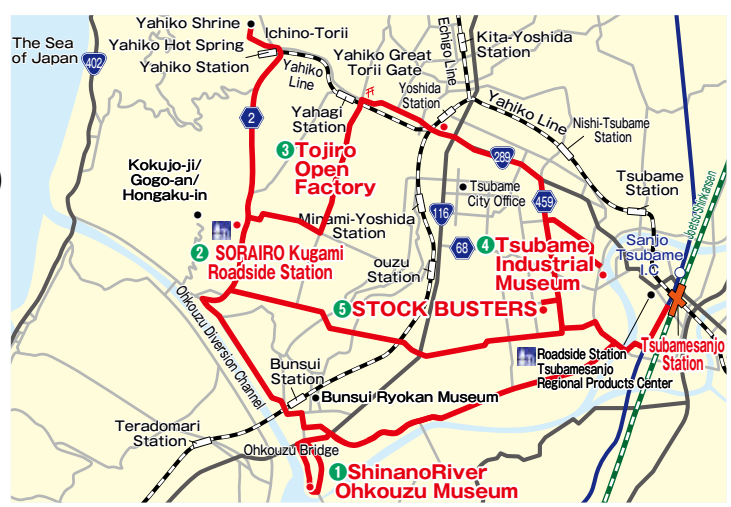 Yahiko Shrine
Ichino-Torii
The Sea
of Japan
402
Yahiko Hot Spring
Yahiko Station
Yahiko
Line
Yahiko Great
Torii Gate
Echigo Line
Kita-Yoshida
Station
Yoshida
Station
Yahiko Line
Nishi-Tsubame
Station
2
Yahagi
Station
289
3 Tojiro
Open
Factory
Kokujo-ji/
Gogo-an/
Hongaku-in
Tsubame
City Office
459
Tsubame
Station
Joetsu Shinkansen
Minami-Yoshida
Station
116
68
4 Tsubame
Industrial
Museum
Sanjo
Tsubame
I.C
2 SORAIRO Kugami
Roadside Station
ouzu
Station
5 STOCK BUSTERS
Ohkouzu Diversion Channel
Tsubamesanjo
Station
Roadside Station
Tsubamesanjo
Regional Products Center
Bunsui
Station
Bunsui Ryokan Museum
Teradomari
Station
Ohkouzu Bridge
1 ShinanoRiver
Ohkouzu Museum